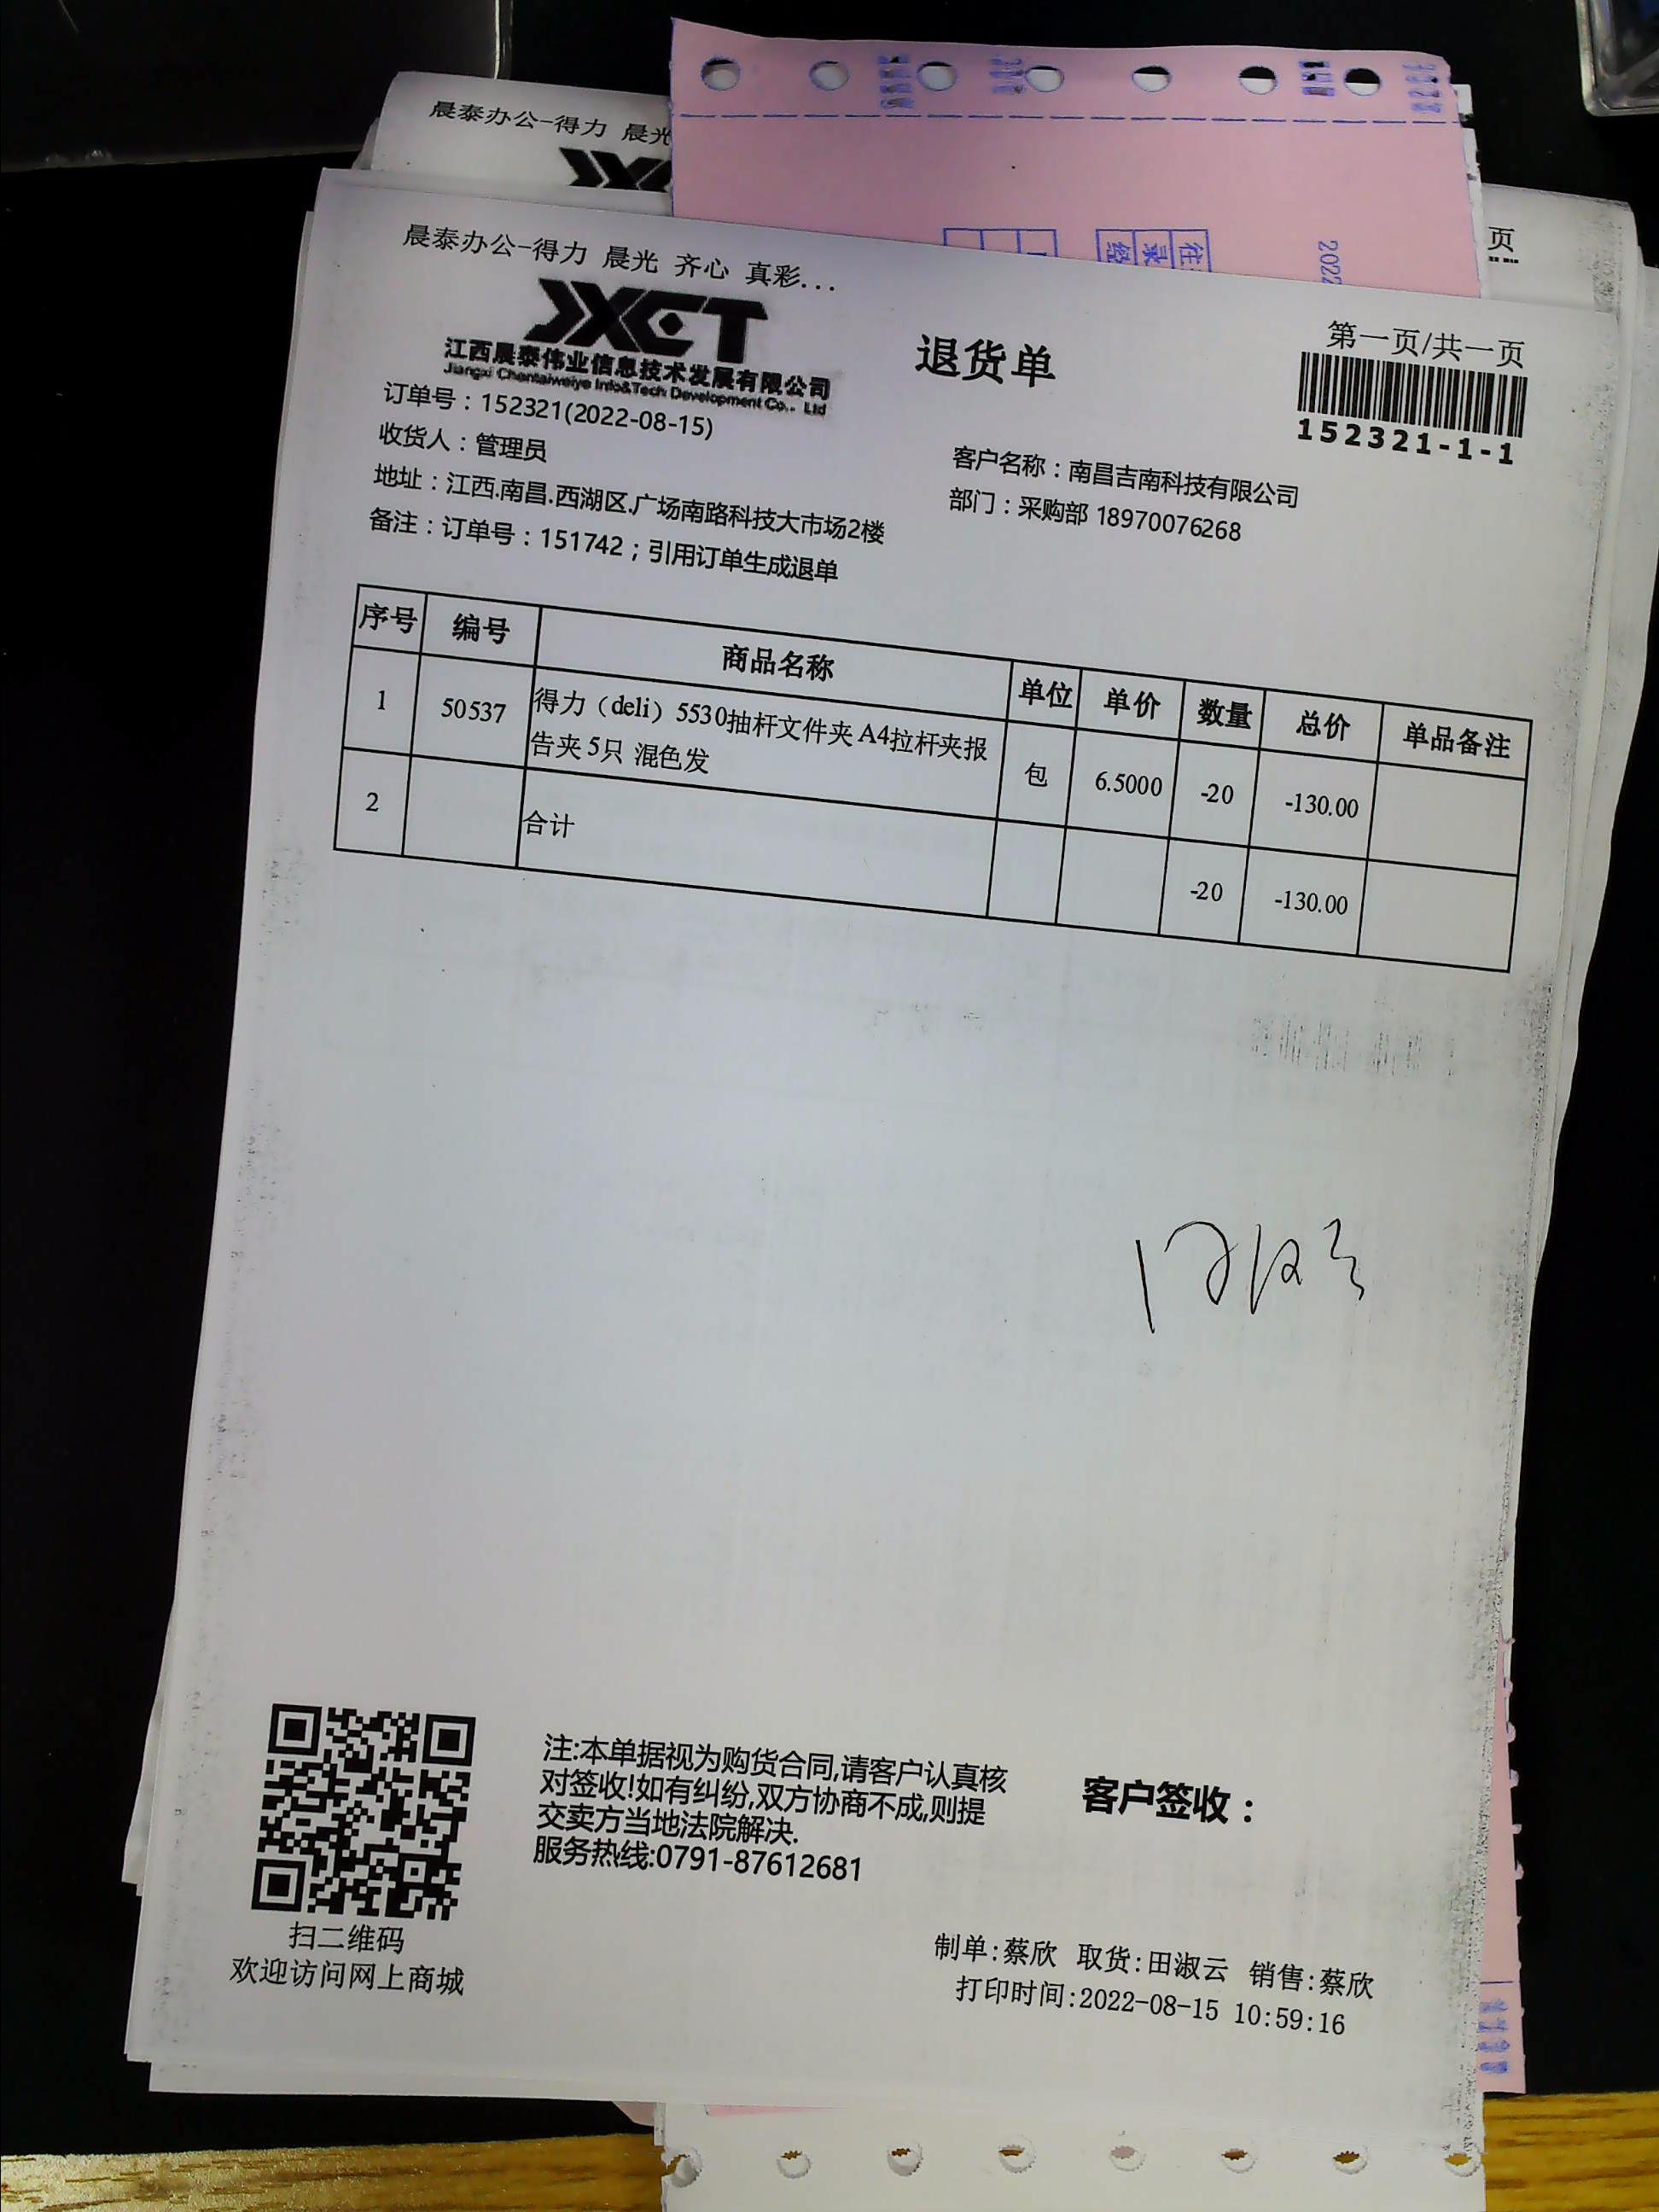 晨泰办公-得力 晨光
页
2022
晨泰办公-得力 晨光 齐心 真彩...
JXCT
江西晨泰伟业信息技术发展有限公司
Jiangxi Chentaiweiye Info&Tech Development Co., Ltd
退货单
第一页/共一页
152321-1-1
订单号：152321(2022-08-15)
收货人：管理员
客户名称：南昌吉南科技有限公司
地址：江西.南昌.西湖区.广场南路科技大市场2楼
部门：采购部 18970076268
备注：订单号：151742；引用订单生成退单
序号 编号 商品名称 单位 单价 数量 总价 单品备注
1 50537 得力（deli）5530抽杆文件夹 A4拉杆夹报告夹 5只 混色发 包 6.5000 -20 -130.00
2 合计 -20 -130.00
注:本单据视为购货合同,请客户认真核
对签收!如有纠纷,双方协商不成,则提
交卖方当地法院解决.
服务热线:0791-87612681
客户签收：
扫二维码
欢迎访问网上商城
制单:蔡欣 取货:田淑云 销售:蔡欣
打印时间:2022-08-15 10:59:16